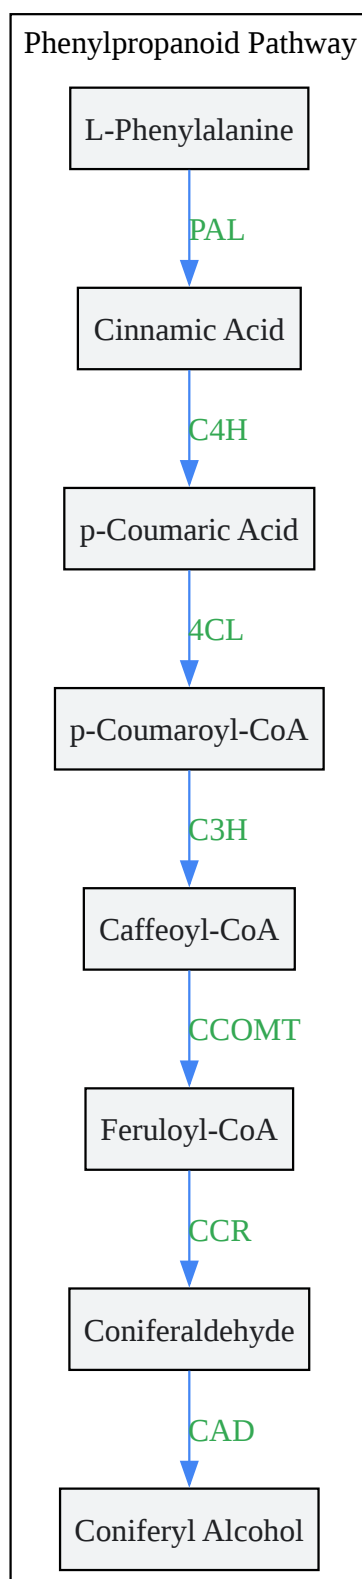 Phenylpropanoid Pathway
L-Phenylalanine
PAL
Cinnamic Acid
C4H
p-Coumaric Acid
4CL
p-Coumaroyl-CoA
C3H
Caffeoyl-CoA
CCOMT
Feruloyl-CoA
CCR
Coniferaldehyde
CAD
Coniferyl Alcohol